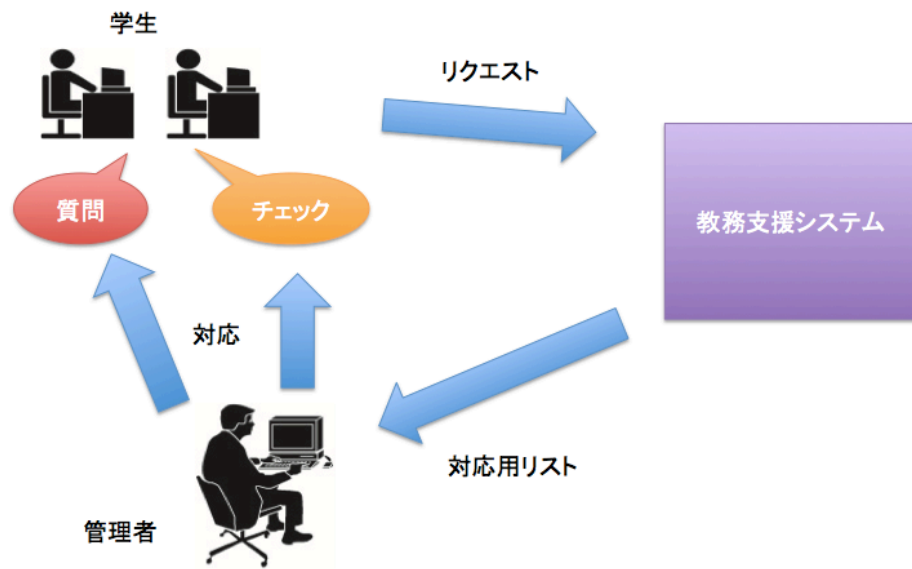 学生
リクエスト
質問
チェック
教務支援システム
対応
対応用リスト
管理者